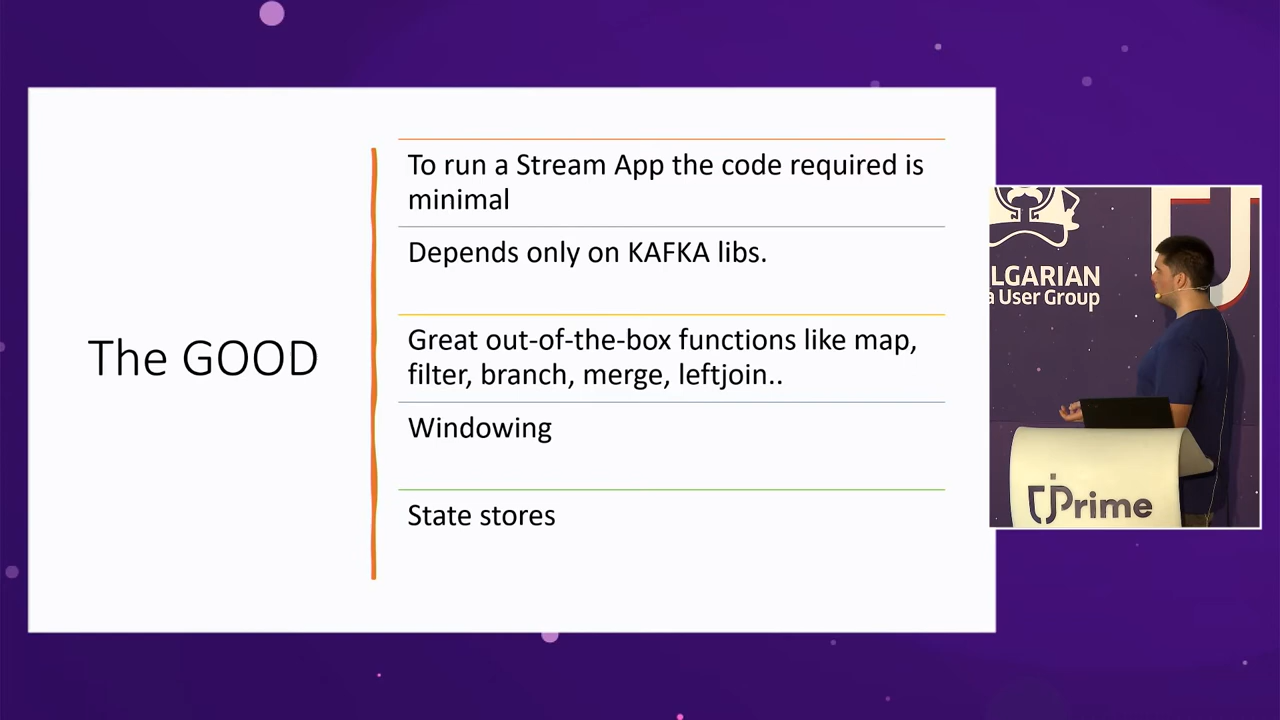 The GOOD
To run a Stream App the code required is
minimal
Depends only on KAFKA libs.
Great out-of-the-box functions like map,
filter, branch, merge, leftjoin..
Windowing
State stores
LGARIAN
a User Group
jPrime